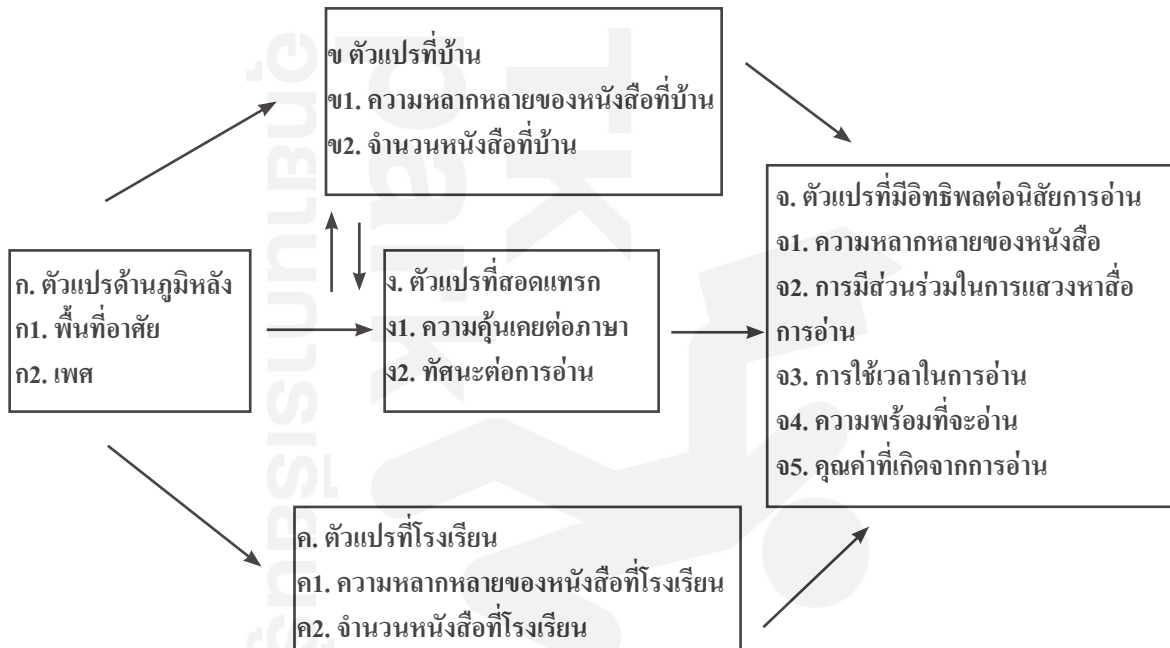 ข ตัวแปรที่บ้าน
ข1. ความหลากหลายของหนังสือที่บ้าน
ข2. จำนวนหนังสือที่บ้าน
ก. ตัวแปรด้านภูมิหลัง
ก1. พื้นที่อาศัย
ก2. เพศ
ง. ตัวแปรที่สอดแทรก
ง1. ความคุ้นเคยต่อภาษา
ง2. ทัศนะต่อการอ่าน
จ. ตัวแปรที่มีอิทธิพลต่อนิสัยการอ่าน
จ1. ความหลากหลายของหนังสือ
จ2. การมีส่วนร่วมในการแสวงหาสื่อ
การอ่าน
จ3. การใช้เวลาในการอ่าน
จ4. ความพร้อมที่จะอ่าน
จ5. คุณค่าที่เกิดจากการอ่าน
ค. ตัวแปรที่โรงเรียน
ค1. ความหลากหลายของหนังสือที่โรงเรียน
ค2. จำนวนหนังสือที่โรงเรียน
TK
park